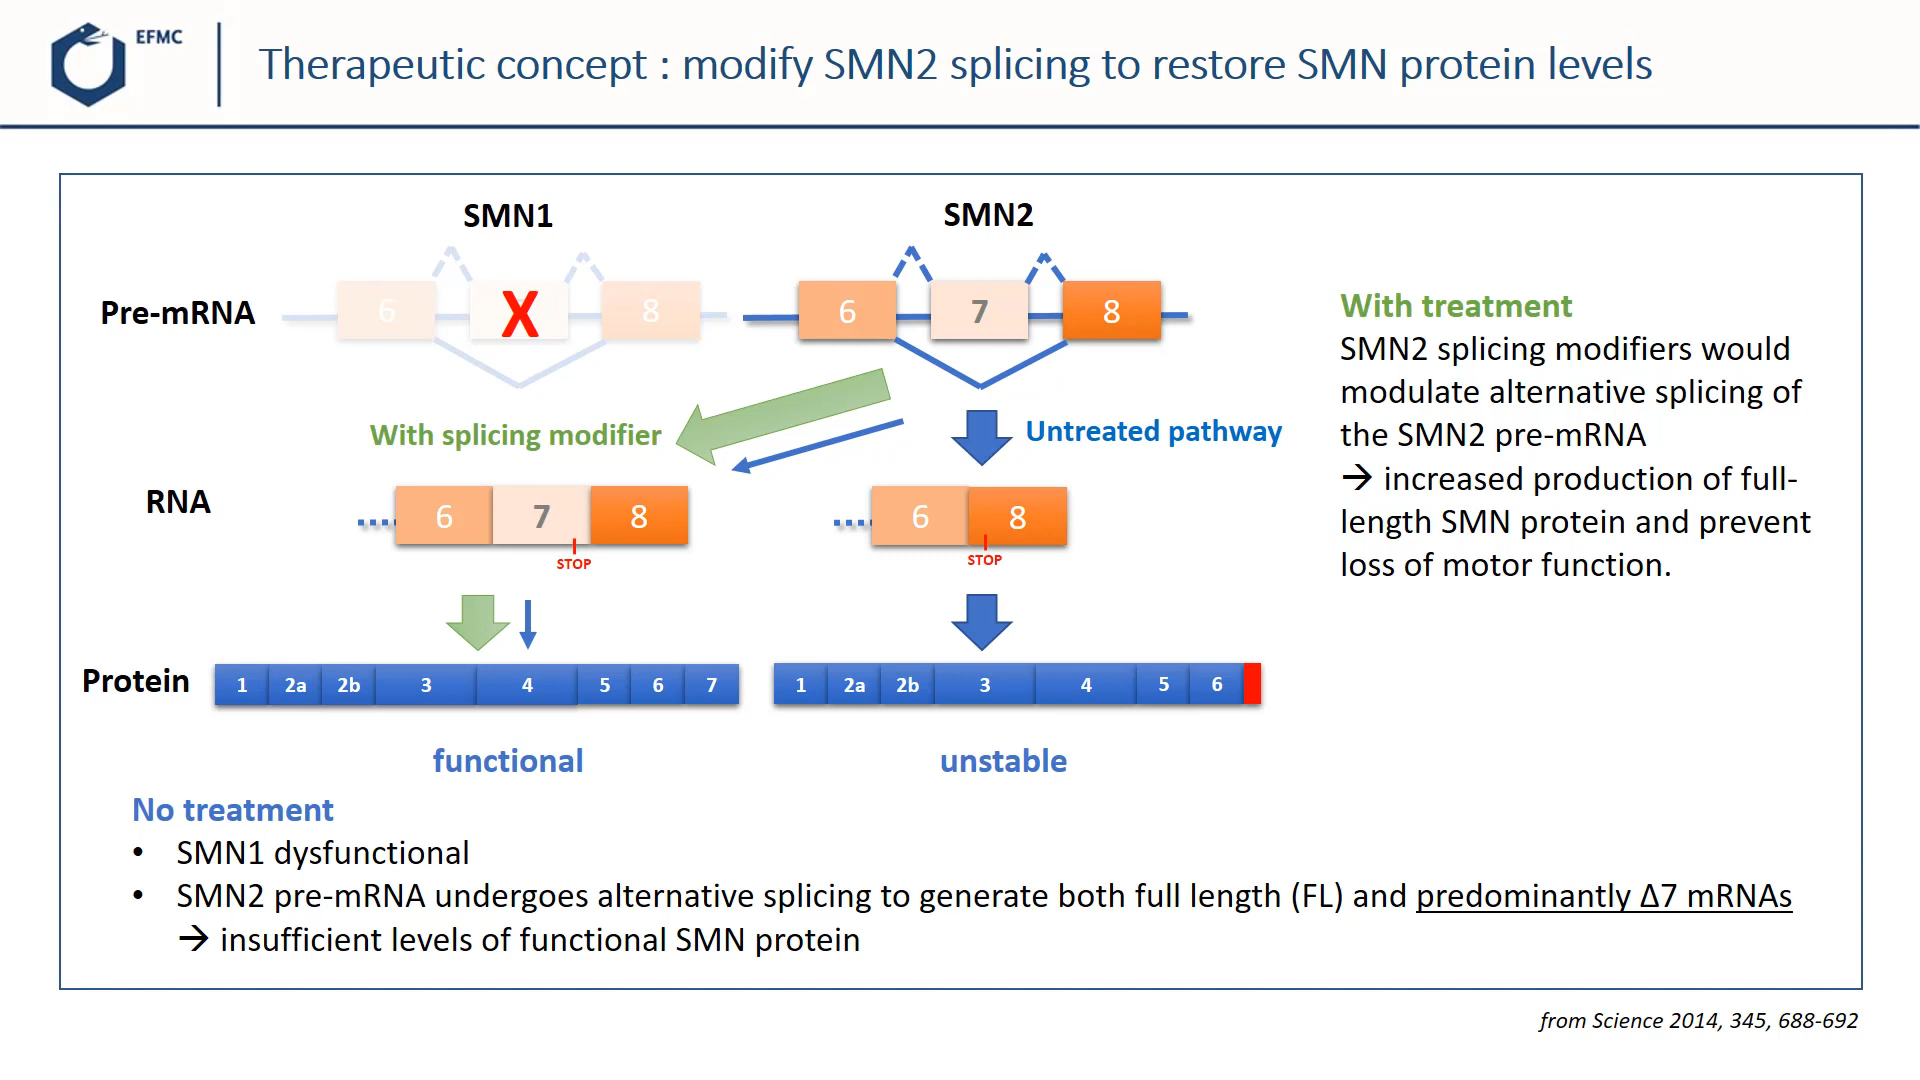 EFMC
Therapeutic concept : modify SMN2 splicing to restore SMN protein levels
SMN1
SMN2
Pre-mRNA
6
X
8
6
7
8
With treatment
SMN2 splicing modifiers would
modulate alternative splicing of
the SMN2 pre-mRNA
→ increased production of full-
length SMN protein and prevent
loss of motor function.
With splicing modifier
Untreated pathway
RNA
6
7
8
STOP
6
8
STOP
Protein
1 2a 2b 3 4 5 6 7
1 2a 2b 3 4 5 6
functional
unstable
No treatment
• SMN1 dysfunctional
• SMN2 pre-mRNA undergoes alternative splicing to generate both full length (FL) and predominantly Δ7 mRNAs
→ insufficient levels of functional SMN protein
from Science 2014, 345, 688-692